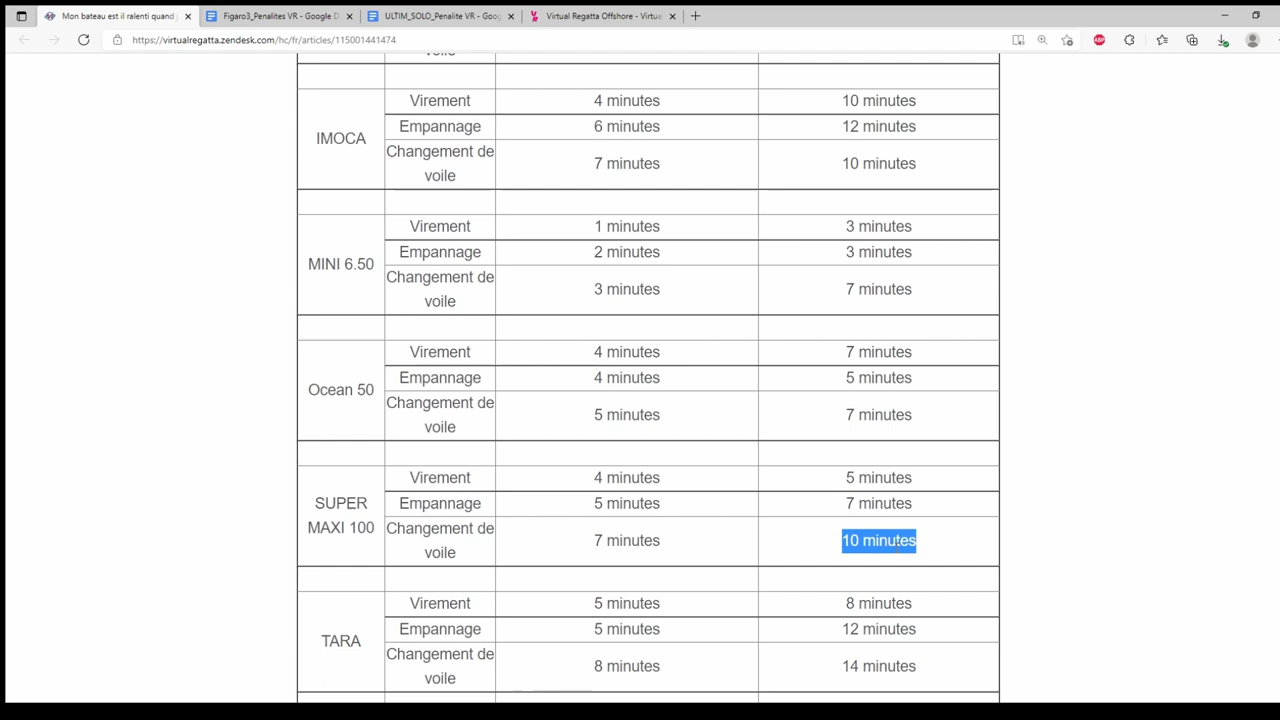 Mon bateau est il ralenti quand j
Figaro3_Penalites VR - Google D
ULTIM_SOLO_Penalite VR - Goog
Virtual Regatta Offshore - Virtua
https://virtualregatta.zendesk.com/hc/fr/articles/115001441474
ABP
voile
IMOCA
Virement
4 minutes
10 minutes
Empannage
6 minutes
12 minutes
Changement de
voile
7 minutes
10 minutes
MINI 6.50
Virement
1 minutes
3 minutes
Empannage
2 minutes
3 minutes
Changement de
voile
3 minutes
7 minutes
Ocean 50
Virement
4 minutes
7 minutes
Empannage
4 minutes
5 minutes
Changement de
voile
5 minutes
7 minutes
SUPER
MAXI 100
Virement
4 minutes
5 minutes
Empannage
5 minutes
7 minutes
Changement de
voile
7 minutes
10 minutes
TARA
Virement
5 minutes
8 minutes
Empannage
5 minutes
12 minutes
Changement de
voile
8 minutes
14 minutes